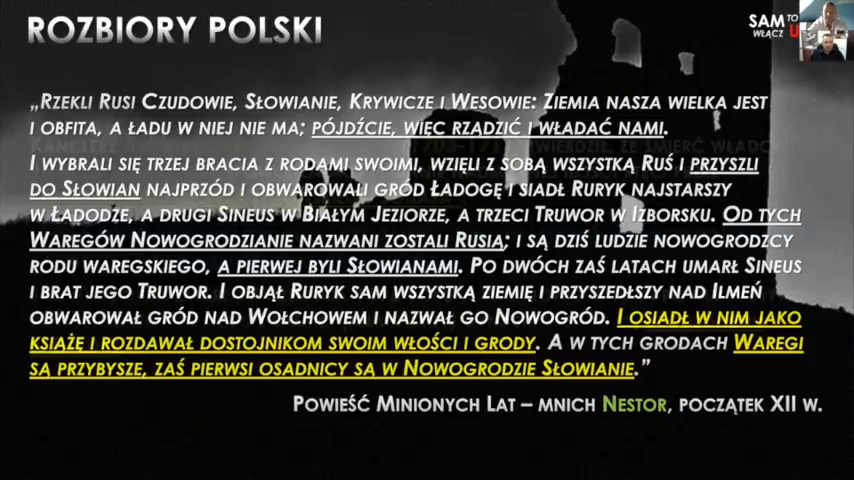 ROZBIORY POLSKI
SAM TO
WŁĄCZ U
„RZEKLI RUSI CZUDOWIE, SŁOWIANIE, KRYWICZE I WESOWIE: ZIEMIA NASZA WIELKA JEST
I OBFITA, A ŁADU W NIEJ NIE MA; PÓJDŹCIE, WIĘC RZĄDZIĆ I WŁADAĆ NAMI.
I WYBRALI SIĘ TRZEJ BRACIA Z RODAMI SWOIMI, WZIĘLI Z SOBĄ WSZYSTKĄ RUŚ I PRZYSZLI
DO SŁOWIAN NAJPRZÓD I OBWAROWALI GRÓD ŁADOGĘ I SIADŁ RURYK NAJSTARSZY
W ŁADODZE, A DRUGI SINEUS W BIAŁYM JEZIORZE, A TRZECI TRUWOR W IZBORSKU. OD TYCH
WAREGÓW NOWOGRODZIANIE NAZWANI ZOSTALI RUSIĄ; I SĄ DZIŚ LUDZIE NOWOGRODZCY
RODU WAREGSKIEGO, A PIERWEJ BYLI SŁOWIANAMI. PO DWÓCH ZAŚ LATACH UMARŁ SINEUS
I BRAT JEGO TRUWOR. I OBJĄŁ RURYK SAM WSZYSTKĄ ZIEMIĘ I PRZYSZEDŁSZY NAD ILMEŃ
OBWAROWAŁ GRÓD NAD WOŁCHOWEM I NAZWAŁ GO NOWOGRÓD. I OSIADŁ W NIM JAKO
KSIĄŻĘ I ROZDAWAŁ DOSTOJNIKOM SWOIM WŁOŚCI I GRODY. A W TYCH GRODACH WAREGI
SĄ PRZYBYSZE, ZAŚ PIERWSI OSADNICY SĄ W NOWOGRODZIE SŁOWIANIE.”
POWIEŚĆ MINIONYCH LAT – MNICH NESTOR, POCZĄTEK XII W.